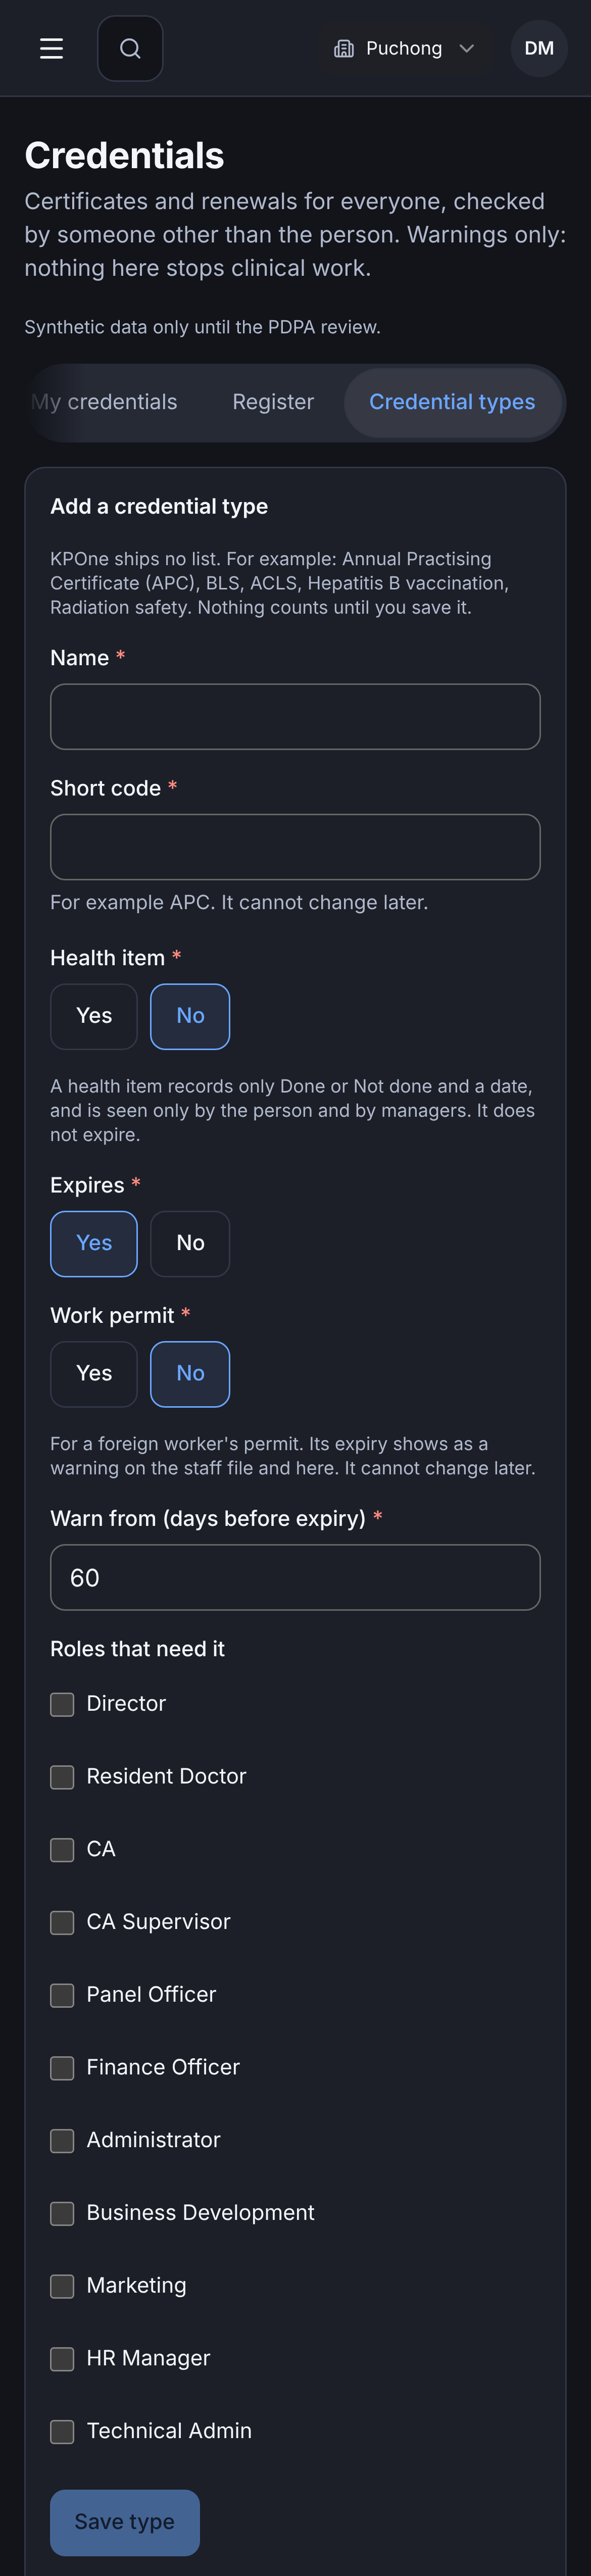 Puchong
DM
Credentials
Certificates and renewals for everyone, checked
by someone other than the person. Warnings only:
nothing here stops clinical work.
Synthetic data only until the PDPA review.
My credentials
Register
Credential types
Add a credential type
KPOne ships no list. For example: Annual Practising
Certificate (APC), BLS, ACLS, Hepatitis B vaccination,
Radiation safety. Nothing counts until you save it.
Name *
Short code *
For example APC. It cannot change later.
Health item *
Yes
No
A health item records only Done or Not done and a date,
and is seen only by the person and by managers. It does
not expire.
Expires *
Yes
No
Work permit *
Yes
No
For a foreign worker's permit. Its expiry shows as a
warning on the staff file and here. It cannot change later.
Warn from (days before expiry) *
60
Roles that need it
Director
Resident Doctor
CA
CA Supervisor
Panel Officer
Finance Officer
Administrator
Business Development
Marketing
HR Manager
Technical Admin
Save type